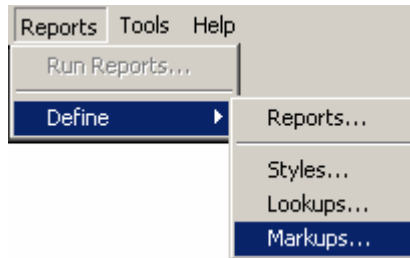 Reports Tools Help
Run Reports...
Define
Reports...
Styles...
Lookups...
Markups...